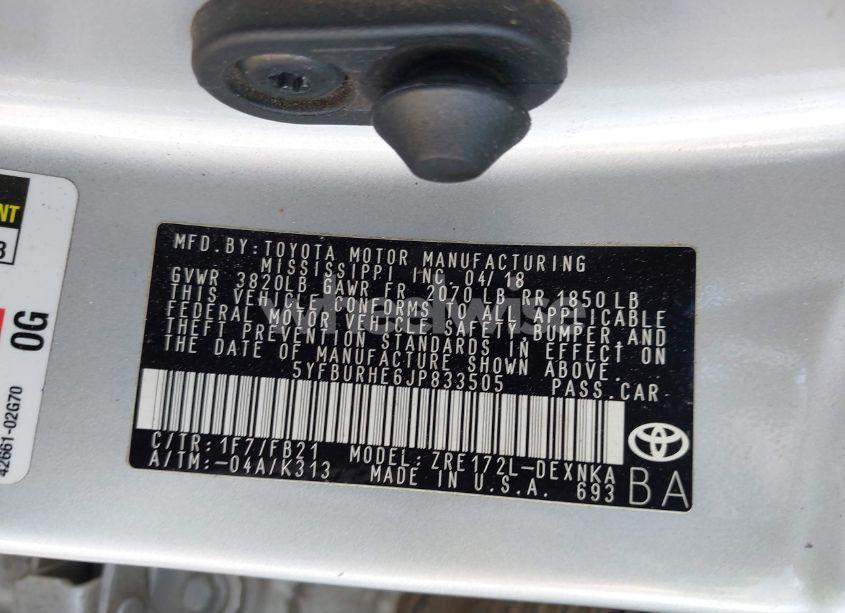 MFD.BY:TOYOTA MOTOR MANUFACTURING
MISSISSIPPI INC 04/18
GVWR 3820LB GAWR FR 2070 LB RR 1850 LB
THIS VEHICLE CONFORMS TO ALL APPLICABLE
FEDERAL MOTOR VEHICLE SAFETY, BUMPER, AND
THEFT PREVENTION STANDARDS IN EFFECT ON
THE DATE OF MANUFACTURE SHOWN ABOVE.
5YFBURHE6JP833505 PASS.CAR
C/TR:1F7/FB21 MODEL:ZRE172L-DEXNKA
A/TM:-04A/K313 MADE IN U.S.A. 693
BA
0G
42661-02G70